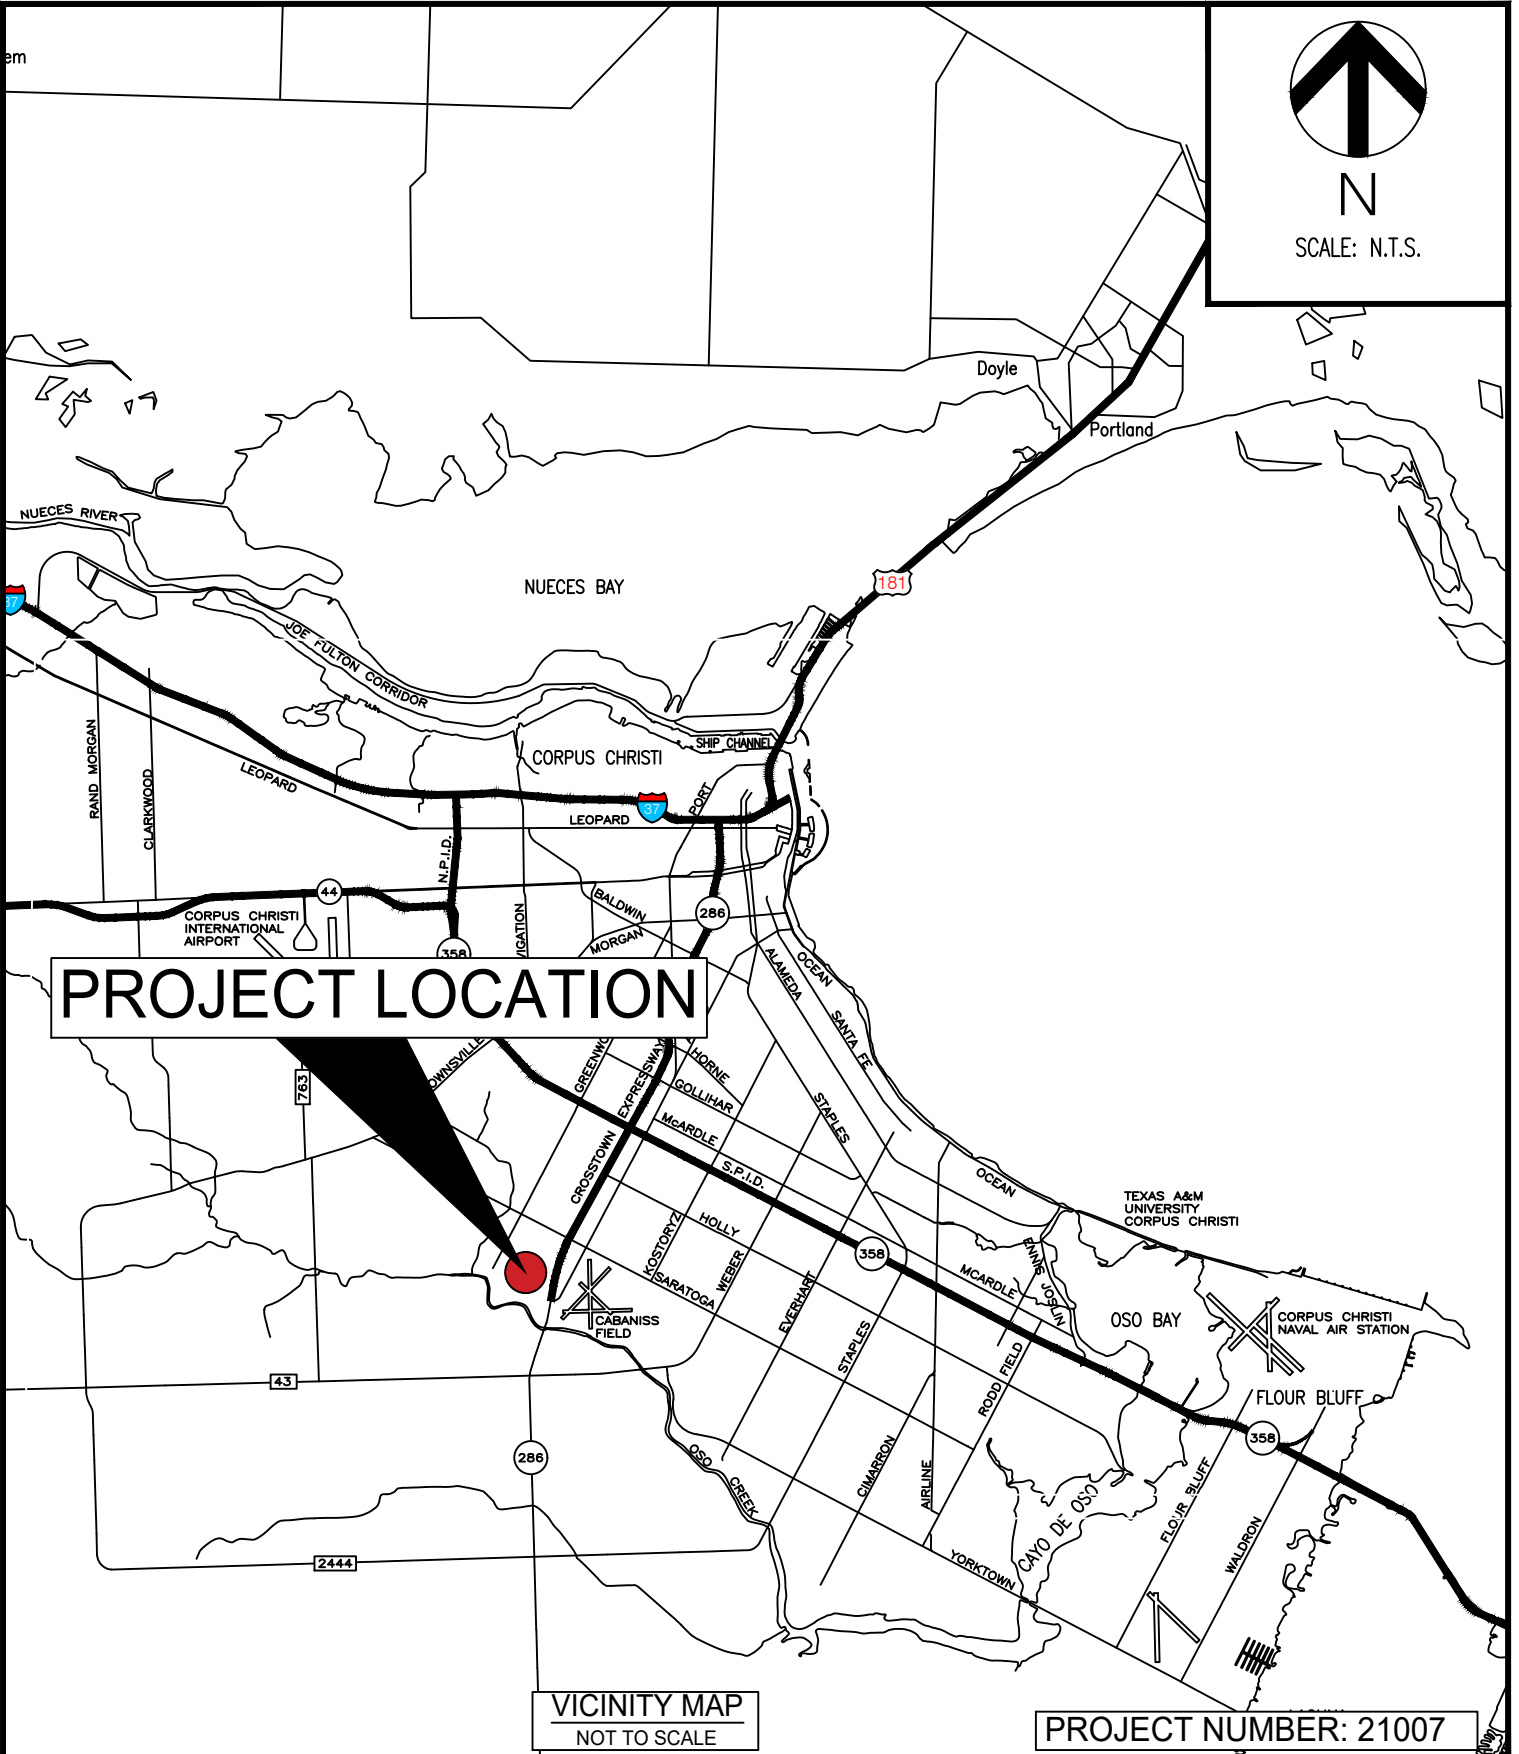 em
N
SCALE: N.T.S.
Doyle
Portland
NUECES RIVER
NUECES BAY
181
37
JOE FULTON CORRIDOR
RAND MORGAN
CLARKWOOD
LEOPARD
CORPUS CHRISTI
SHIP CHANNEL
PORT
37
LEOPARD
N.P.I.D.
44
CORPUS CHRISTI
INTERNATIONAL
AIRPORT
358
VIGATION
BALDWIN
MORGAN
286
ALAMEDA
OCEAN
SANTA FE
PROJECT LOCATION
763
OWNSVILLE
GREENWO
CROSSTOWN EXPRESSWAY
HORNE
GOLLIHAR
McARDLE
STAPLES
S.P.I.D.
OCEAN
TEXAS A&M
UNIVERSITY
CORPUS CHRISTI
KOSTORYZ
HOLLY
WEBER
SARATOGA
358
ENNIS JOSLIN
MCARDLE
EVERHART
STAPLES
CABANISS
FIELD
OSO BAY
CORPUS CHRISTI
NAVAL AIR STATION
43
RODD FIELD
FLOUR BLUFF
358
286
OSO CREEK
CIMARRON
AIRLINE
CAYO DE OSO
FLOUR BLUFF
WALDRON
2444
YORKTOWN
VICINITY MAP
NOT TO SCALE
PROJECT NUMBER: 21007